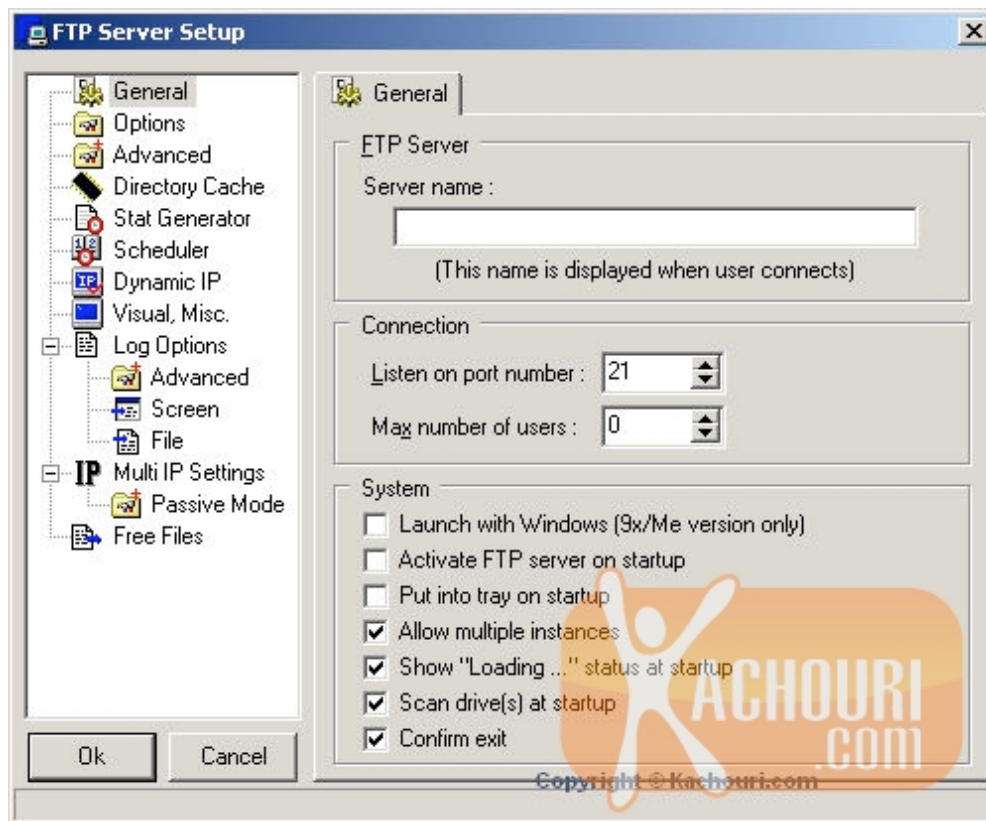 FTP Server Setup
General
Options
Advanced
Directory Cache
Stat Generator
Scheduler
Dynamic IP
Visual, Misc.
Log Options
Advanced
Screen
File
IP Multi IP Settings
Passive Mode
Free Files
Ok
Cancel
General
FTP Server
Server name :
(This name is displayed when user connects)
Connection
Listen on port number : 21
Max number of users : 0
System
Launch with Windows (9x/Me version only)
Activate FTP server on startup
Put into tray on startup
Allow multiple instances
Show "Loading ..." status at startup
Scan drive(s) at startup
Confirm exit
KACHOURI
.COM
Copyright © Kachouri.com